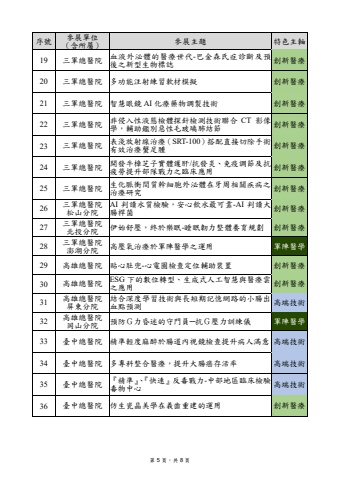 序號 參展單位（含所屬） 參展主題 特色主軸
19 三軍總醫院 血液外泌體的醫療世代-巴金森氏症診斷及預後之新型生物標誌 創新醫療
20 三軍總醫院 多功能注射練習教材模擬 創新醫療
21 三軍總醫院 智慧眼鏡 AI 化療藥物調製技術 創新醫療
22 三軍總醫院 非侵入性液態檢體探針檢測技術聯合 CT 影像學，輔助鑑別惡性毛玻璃肺結節 創新醫療
23 三軍總醫院 表淺放射線治療（SRT-100）搭配直接切除手術有效治療蟹足腫 創新醫療
24 三軍總醫院 開發牛樟芝子實體護肝/抗發炎、免疫調節及抗疲勞提升部隊戰力之臨床應用 創新醫療
25 三軍總醫院 生化脈衝間質幹細胞外泌體在牙周相關疾病之治療研究 創新醫療
26 三軍總醫院松山分院 AI 判讀水質檢驗，安心飲水最可靠-AI 判讀大腸桿菌 創新醫療
27 三軍總醫院北投分院 伊始舒壓，終於樂眠-睡眠韌力整體養育規劃 創新醫療
28 三軍總醫院澎湖分院 高壓氧治療於軍陣醫學之運用 軍陣醫學
29 高雄總醫院 貼心肚兜-心電圖檢查定位輔助裝置 創新醫療
30 高雄總醫院 ESG 下的數位轉型、生成式人工智慧與醫療雲之應用 創新醫療
31 高雄總醫院屏東分院 結合深度學習技術與長短期記憶網路的小腸出血點預測 高端技術
32 高雄總醫院岡山分院 預防G力昏迷的守門員─抗G壓力訓練儀 軍陣醫學
33 臺中總醫院 精準輕度麻醉於腸道內視鏡檢查提升病人滿意 高端技術
34 臺中總醫院 多專科整合醫療，提升大腸癌存活率 高端技術
35 臺中總醫院 『精準』、『快速』反毒戰力-中部地區臨床檢驗毒物中心 高端技術
36 臺中總醫院 仿生瓷晶美學在義齒重建的運用 創新醫療
第 5 頁，共 8 頁